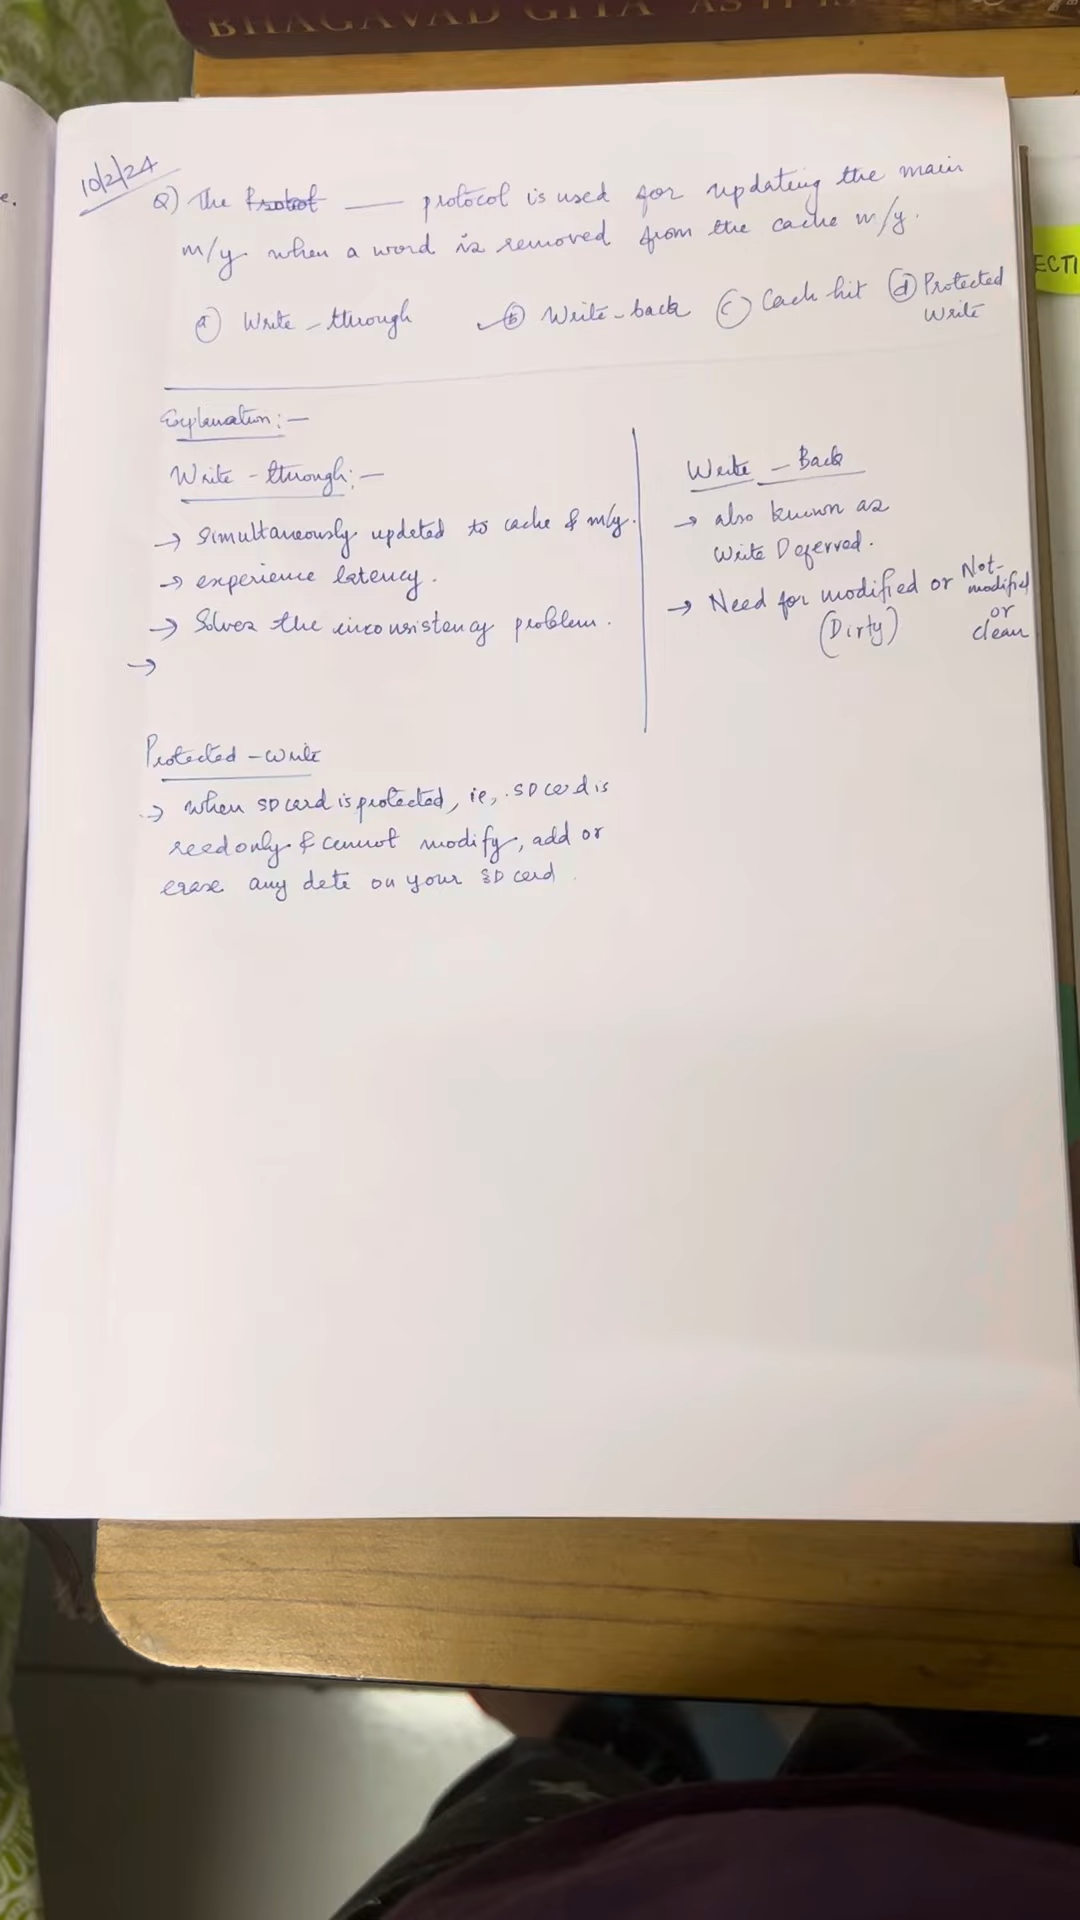 BHAGAVAD GITA AS IT IS
10/2/24
e.
Q) The Protocol ___ protocol is used for updating the main
m/y when a word is removed from the cache m/y.
ECTI
(a) Write - through (b) Write - back (c) Cach hit (d) Protected
Write
Explanation :-
Write - through :-
→ Simultaneously updated to cache & m/y.
→ experience latency.
→ Solves the inconsistency problem.
→
Write - Back
→ also known as
Write Deferred.
→ Need for modified or Not-
modified
(Dirty) or
clean
Protected - write
→ When SD card is protected, ie, SD card is
read only & cannot modify, add or
erase any data on your SD card.